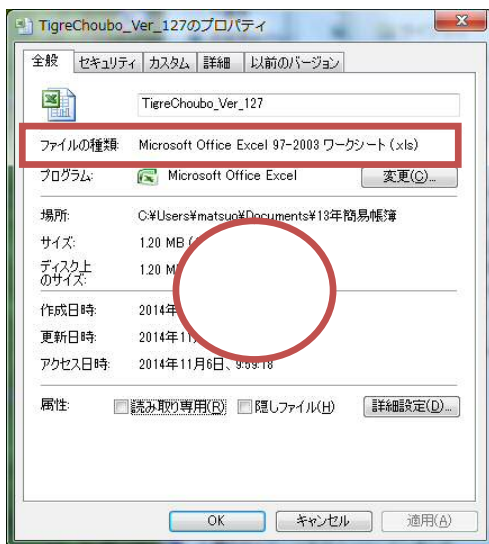 TigreChoubo_Ver_127のプロパティ
全般 セキュリティ カスタム 詳細 以前のバージョン
TigreChoubo_Ver_127
ファイルの種類: Microsoft Office Excel 97-2003 ワークシート (.xls)
プログラム: Microsoft Office Excel 変更(C)...
場所: C:¥Users¥matsuo¥Documents¥13年簡易帳簿
サイズ: 1.20 MB (
ディスク上
のサイズ: 1.20 M
作成日時: 2014年
更新日時: 2014年11
アクセス日時: 2014年11月6日、9:59:18
属性: 読み取り専用(R) 隠しファイル(H) 詳細設定(D)...
OK キャンセル 適用(A)